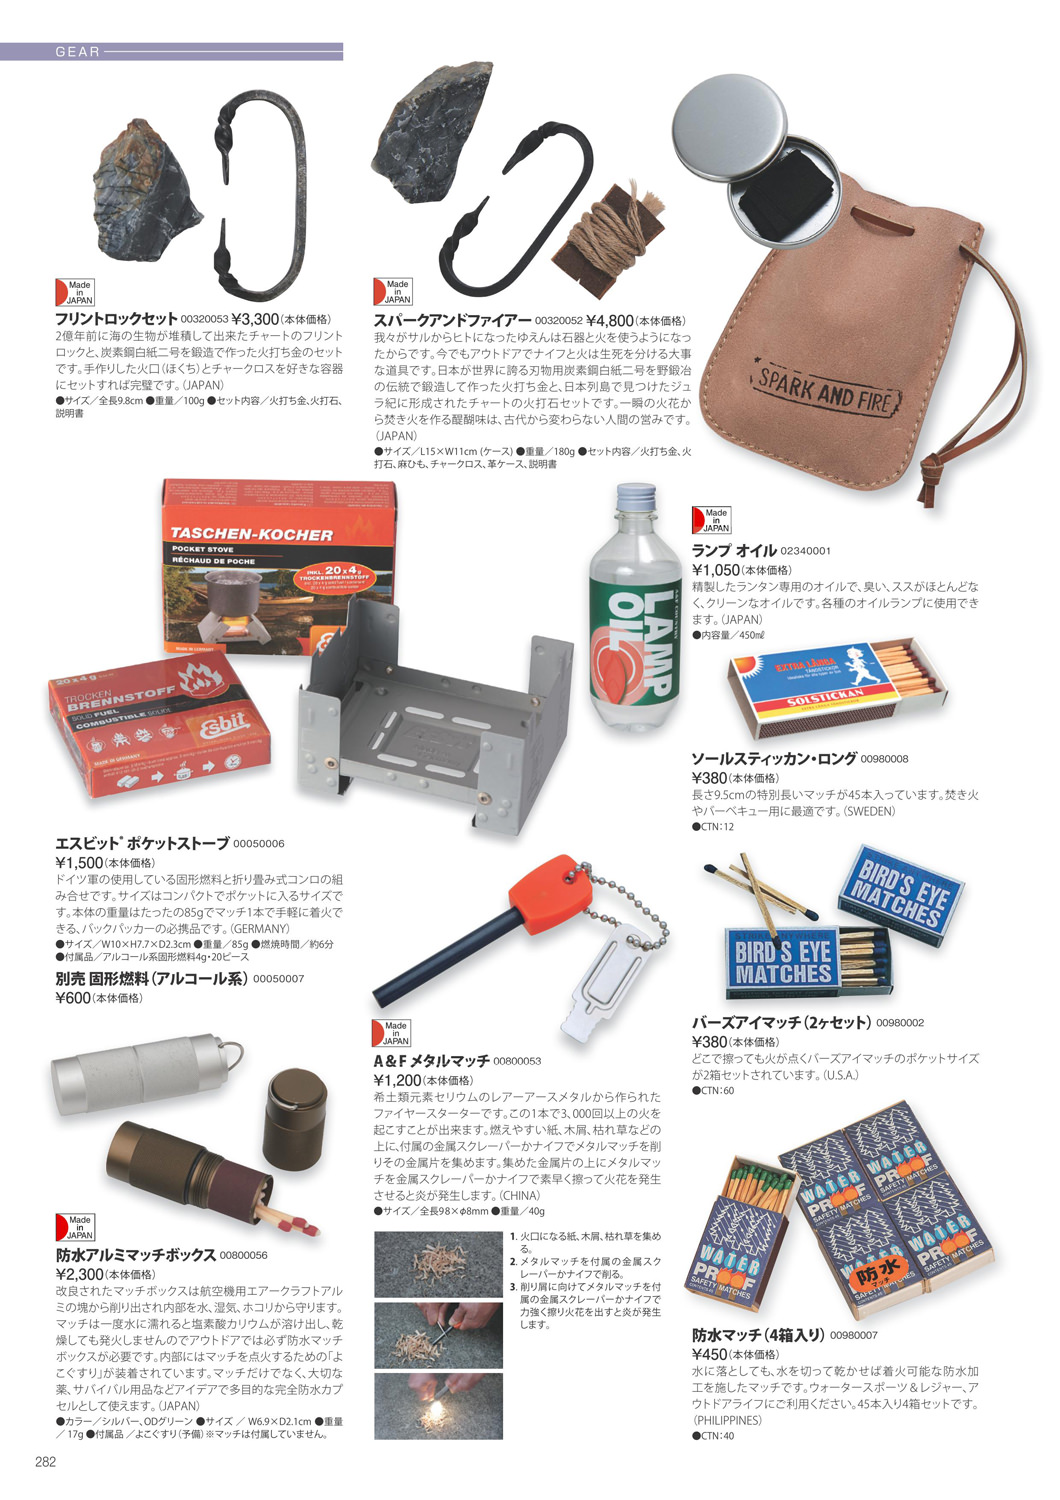 GEAR
Made
in
JAPAN
フリントロックセット 00320053 ¥3,300(本体価格)
2億年前に海の生物が堆積して出来たチャートのフリント
ロックと、炭素鋼白紙二号を鍛造で作った火打ち金のセット
です。手作りした火口(ほくち)とチャークロスを好きな容器
にセットすれば完璧です。(JAPAN)
●サイズ／全長9.8cm ●重量／100g ●セット内容／火打ち金、火打石、
説明書
Made
in
JAPAN
スパークアンドファイアー 00320052 ¥4,800(本体価格)
我々がサルからヒトになったゆえんは石器と火を使うようになっ
たからです。今でもアウトドアでナイフと火は生死を分ける大事
な道具です。日本が世界に誇る刃物用炭素鋼白紙二号を野鍛冶
の伝統で鍛造して作った火打ち金と、日本列島で見つけたジュ
ラ紀に形成されたチャートの火打石セットです。一瞬の火花か
ら焚き火を作る醍醐味は、古代から変わらない人間の営みです。
(JAPAN)
●サイズ／L15×W11cm (ケース) ●重量／180g ●セット内容／火打ち金、火
打石、麻ひも、チャークロス、革ケース、説明書
SPARK AND FIRE
TASCHEN-KOCHER
POCKET STOVE
RÉCHAUD DE POCHE
INKL. 20 x 4 g
TROCKENBRENNSTOFF
MADE IN GERMANY
20 x 4 g
TROCKEN
BRENNSTOFF
SOLID FUEL
COMBUSTIBLE SOLIDE
esbit
MADE IN GERMANY
LAMP
OIL
Made
in
JAPAN
ランプ オイル 02340001
¥1,050(本体価格)
精製したランタン専用のオイルで、臭い、ススがほとんどな
く、クリーンなオイルです。各種のオイルランプに使用でき
ます。(JAPAN)
●内容量／450㎖
EXTRA LÅNGA
TÄNDSTICKOR
SOLSTICKAN
ソールスティッカン・ロング 00980008
¥380(本体価格)
長さ9.5cmの特別長いマッチが45本入っています。焚き火
やバーベキュー用に最適です。(SWEDEN)
●CTN：12
エスビット® ポケットストーブ 00050006
¥1,500(本体価格)
ドイツ軍の使用している固形燃料と折り畳み式コンロの組
み合せです。サイズはコンパクトでポケットに入るサイズで
す。本体の重量はたったの85gでマッチ1本で手軽に着火で
きる、バックパッカーの必携品です。(GERMANY)
●サイズ／W10×H7.7×D2.3cm ●重量／85g ●燃焼時間／約6分
●付属品／アルコール系固形燃料4g・20ピース
別売 固形燃料(アルコール系) 00050007
¥600(本体価格)
BIRD'S EYE
MATCHES
STRIKE ANYWHERE
BIRD'S EYE
MATCHES
バーズアイマッチ(2ヶセット) 00980002
¥380(本体価格)
どこで擦っても火が点くバーズアイマッチのポケットサイズ
が2箱セットされています。(U.S.A.)
●CTN：60
Made
in
JAPAN
A＆F メタルマッチ 00800053
¥1,200(本体価格)
希土類元素セリウムのレアーアースメタルから作られた
ファイヤースターターです。この1本で3、000回以上の火を
起こすことが出来ます。燃えやすい紙、木屑、枯れ草などの
上に、付属の金属スクレーパーかナイフでメタルマッチを削
りその金属片を集めます。集めた金属片の上にメタルマッ
チを金属スクレーパーかナイフで素早く擦って火花を発生
させると炎が発生します。(CHINA)
●サイズ／全長98×φ8mm ●重量／40g
1. 火口になる紙、木屑、枯れ草を集め
る。
2. メタルマッチを付属の金属スク
レーパーかナイフで削る。
3. 削り屑に向けてメタルマッチを付
属の金属スクレーパーかナイフで
力強く擦り火花を出すと炎が発生
します。
Made
in
JAPAN
防水アルミマッチボックス 00800056
¥2,300(本体価格)
改良されたマッチボックスは航空機用エアークラフトアル
ミの塊から削り出され内部を水、湿気、ホコリから守ります。
マッチは一度水に濡れると塩素酸カリウムが溶け出し、乾
燥しても発火しませんのでアウトドアでは必ず防水マッチ
ボックスが必要です。内部にはマッチを点火するための「よ
こぐすり」が装着されています。マッチだけでなく、大切な
薬、サバイバル用品などアイデアで多目的な完全防水カプ
セルとして使えます。(JAPAN)
●カラー／シルバー、ODグリーン ●サイズ ／ W6.9×D2.1cm ●重量
／17g ●付属品 ／よこぐすり(予備) ※マッチは付属していません。
WATER
PROOF
SAFETY MATCHES
WATER
PROOF
SAFETY MATCHES
WATER
PROOF
SAFETY MATCHES
WATER
PROOF
SAFETY MATCHES
防水
マッチ
WATER
PROOF
SAFETY MATCHES
防水マッチ(4箱入り) 00980007
¥450(本体価格)
水に落としても、水を切って乾かせば着火可能な防水加
工を施したマッチです。ウォータースポーツ＆レジャー、ア
ウトドアライフにご利用ください。45本入り4箱セットです。
(PHILIPPINES)
●CTN：40
282